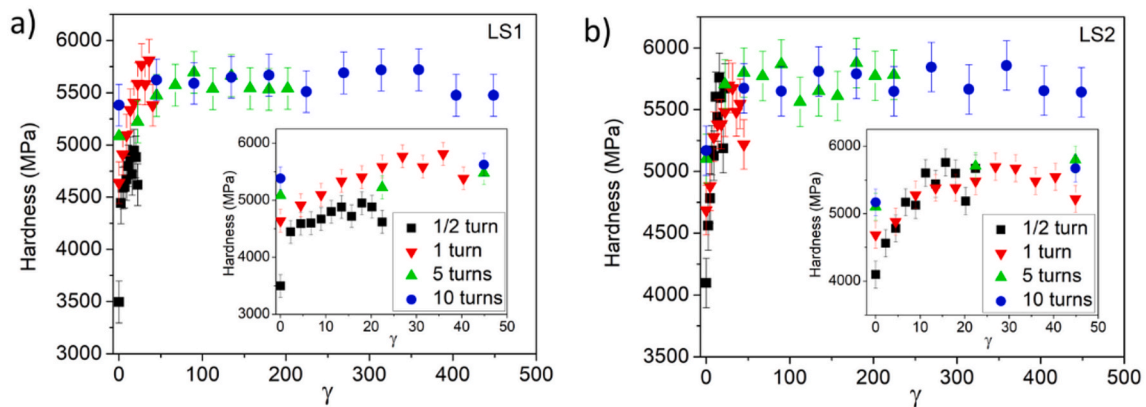 a)
LS1
Hardness (MPa)
6000
5500
5000
4500
4000
3500
3000
0 100 200 300 400 500
γ
Hardness (MPa)
6000
5000
4000
3000
0 10 20 30 40 50
γ
1/2 turn
1 turn
5 turns
10 turns
b)
LS2
Hardness (MPa)
6000
5500
5000
4500
4000
3500
0 100 200 300 400 500
γ
Hardness (MPa)
6000
5000
4000
0 10 20 30 40 50
γ
1/2 turn
1 turn
5 turns
10 turns